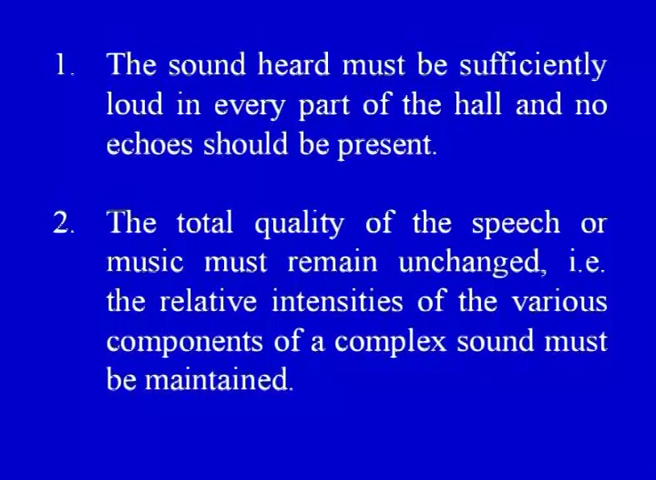 1. The sound heard must be sufficiently
loud in every part of the hall and no
echoes should be present.
2. The total quality of the speech or
music must remain unchanged, i.e.
the relative intensities of the various
components of a complex sound must
be maintained.